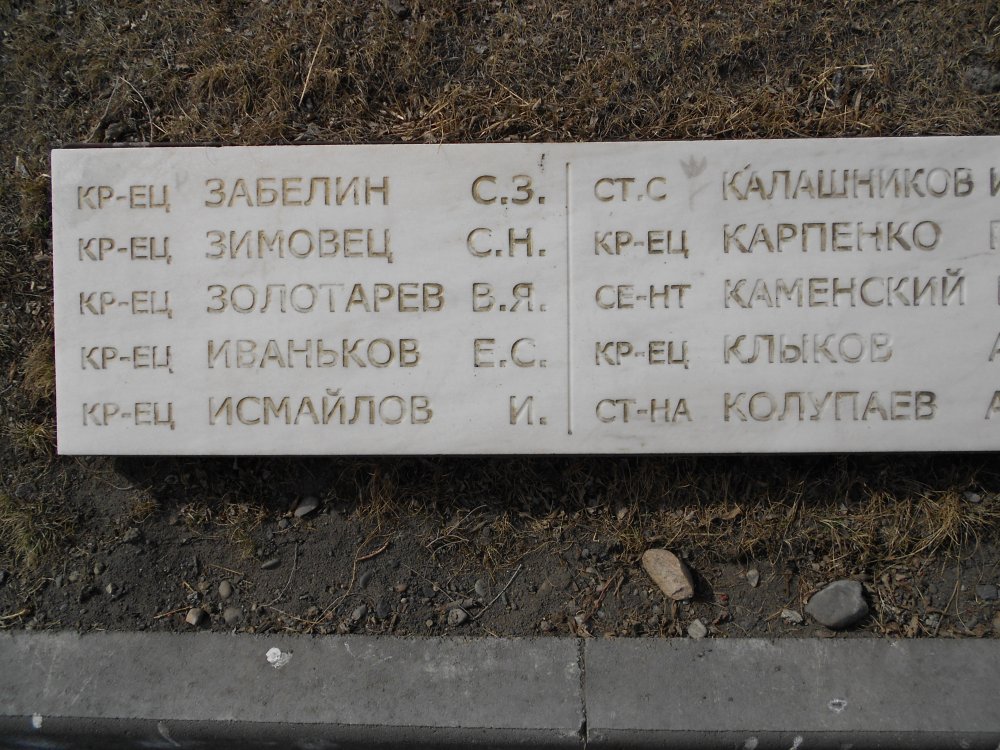 КР-ЕЦ ЗАБЕЛИН С.З.
КР-ЕЦ ЗИМОВЕЦ С.Н.
КР-ЕЦ ЗОЛОТАРЕВ В.Я.
КР-ЕЦ ИВАНЬКОВ Е.С.
КР-ЕЦ ИСМАЙЛОВ И.
СТ.С КАЛАШНИКОВ
КР-ЕЦ КАРПЕНКО
СЕ-НТ КАМЕНСКИЙ
КР-ЕЦ КЛЫКОВ
СТ-НА КОЛУПАЕВ